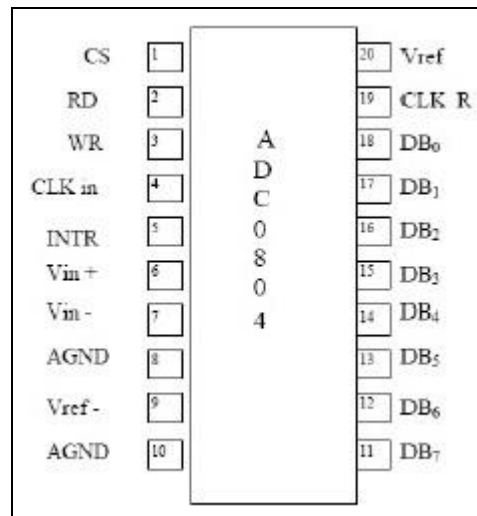 CS 1
RD 2
WR 3
CLK in 4
INTR 5
Vin + 6
Vin - 7
AGND 8
Vref - 9
AGND 10
A
D
C
0
8
0
4
20 Vref
19 CLK R
18 DB₀
17 DB₁
16 DB₂
15 DB₃
14 DB₄
13 DB₅
12 DB₆
11 DB₇